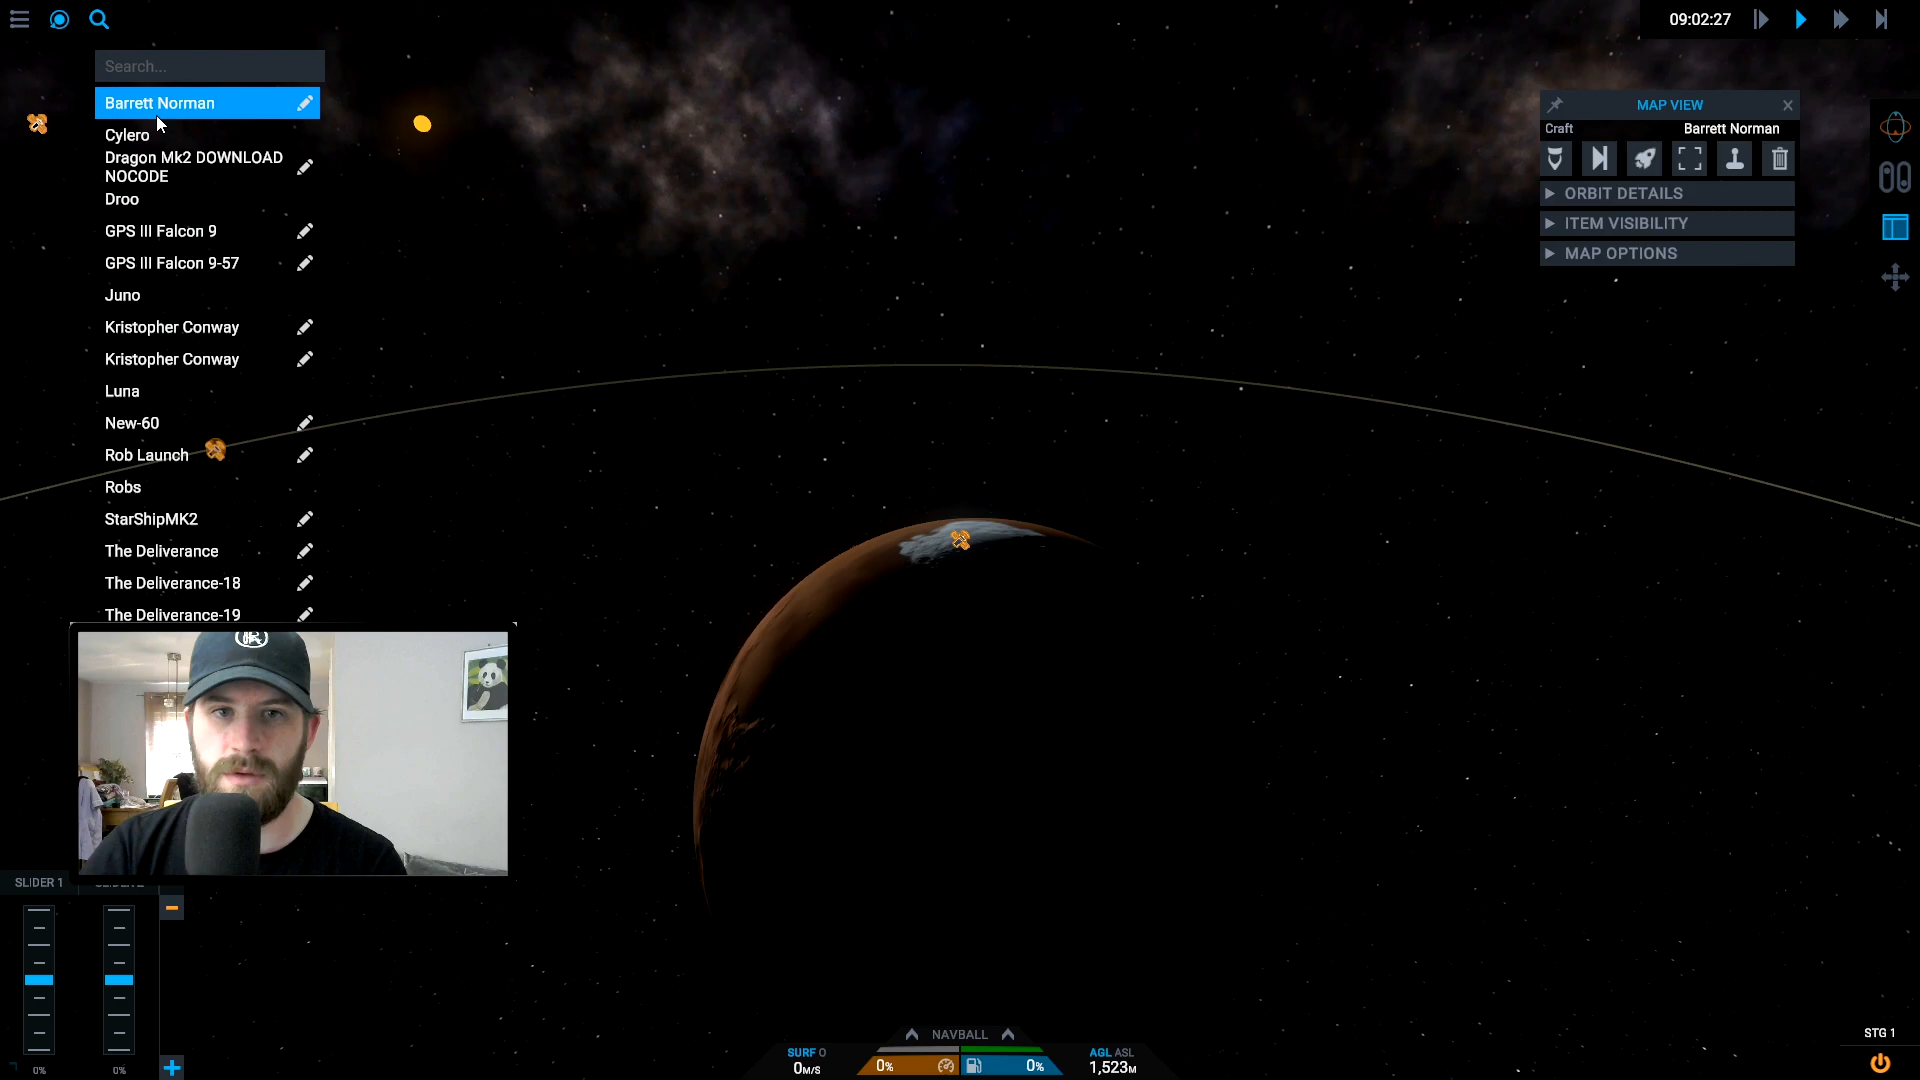 09:02:27
Search...
Barrett Norman
Cylero
Dragon Mk2 DOWNLOAD
NOCODE
Droo
GPS III Falcon 9
GPS III Falcon 9-57
Juno
Kristopher Conway
Kristopher Conway
Luna
New-60
Rob Launch
Robs
StarShipMK2
The Deliverance
The Deliverance-18
The Deliverance-19
MAP VIEW
Craft Barrett Norman
ORBIT DETAILS
ITEM VISIBILITY
MAP OPTIONS
SLIDER 1
0% 0%
NAVBALL
SURF O
0M/S
0% 0%
AGL ASL
1,523M
STG 1